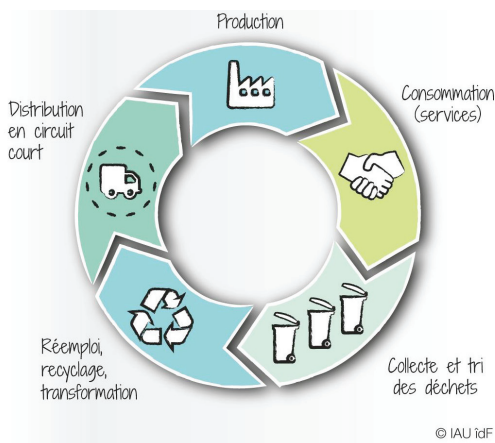 Production
Consommation
(services)
Collecte et tri
des déchets
Réemploi,
recyclage,
transformation
Distribution
en circuit
court
© IAU îdF